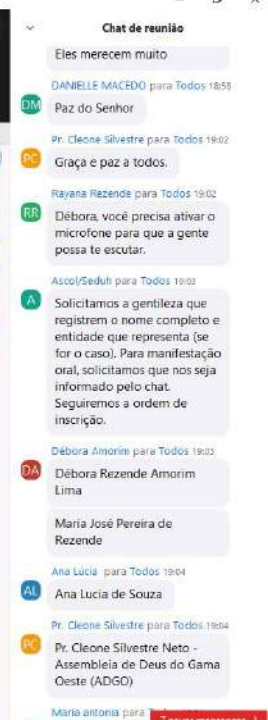 Chat de reunião
Eles merecem muito
DANIELLE MACEDO para Todos 18:58
DM
Paz do Senhor
Pr. Cleone Silvestre para Todos 19:02
PC
Graça e paz a todos.
Rayana Rezende para Todos 19:02
RR
Débora, você precisa ativar o
microfone para que a gente
possa te escutar.
Ascol/Seduh para Todos 19:03
A
Solicitamos a gentileza que
registrem o nome completo e
entidade que representa (se
for o caso). Para manifestação
oral, solicitamos que nos seja
informado pelo chat.
Seguiremos a ordem de
inscrição.
Débora Amorim para Todos 19:03
DA
Débora Rezende Amorim
Lima
Maria José Pereira de
Rezende
Ana Lúcia para Todos 19:04
AL
Ana Lucia de Souza
Pr. Cleone Silvestre para Todos 19:04
PC
Pr. Cleone Silvestre Neto -
Assembleia de Deus do Gama
Oeste (ADGO)
Maria antonia para